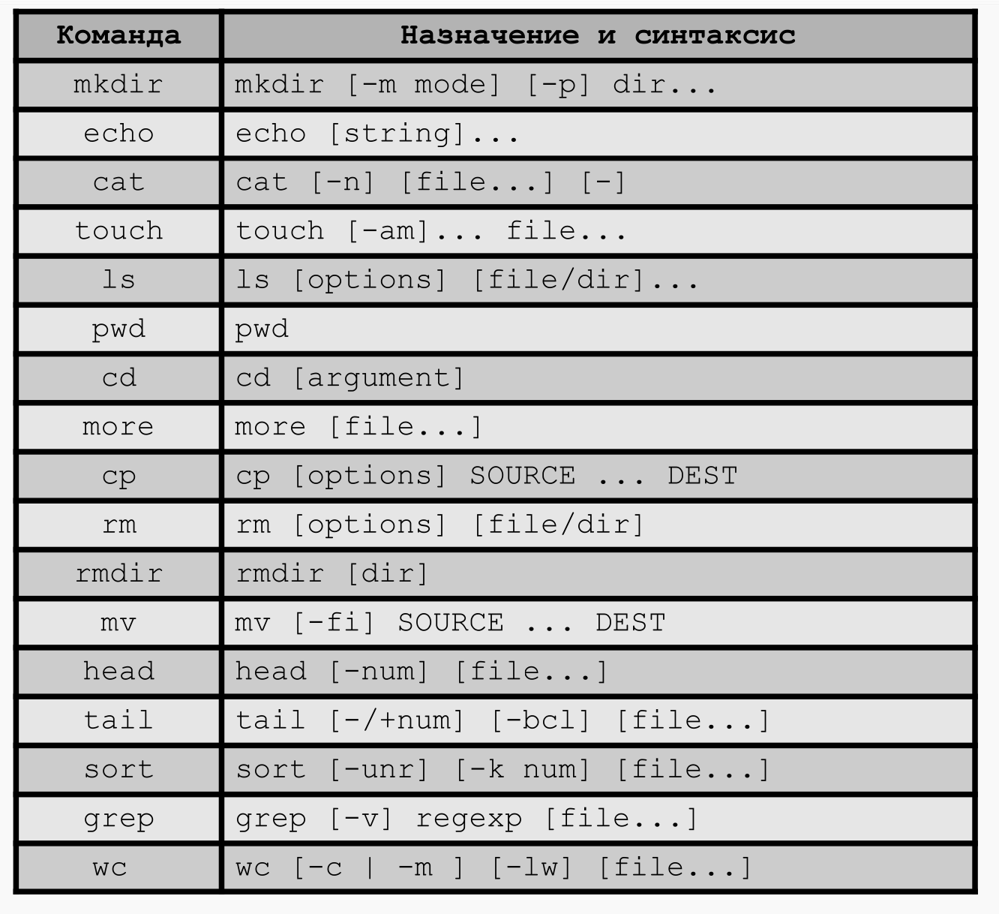 Команда Назначение и синтаксис
mkdir mkdir [-m mode] [-p] dir...
echo echo [string]...
cat cat [-n] [file...] [-]
touch touch [-am]... file...
ls ls [options] [file/dir]...
pwd pwd
cd cd [argument]
more more [file...]
cp cp [options] SOURCE ... DEST
rm rm [options] [file/dir]
rmdir rmdir [dir]
mv mv [-fi] SOURCE ... DEST
head head [-num] [file...]
tail tail [-/+num] [-bcl] [file...]
sort sort [-unr] [-k num] [file...]
grep grep [-v] regexp [file...]
wc wc [-c | -m ] [-lw] [file...]